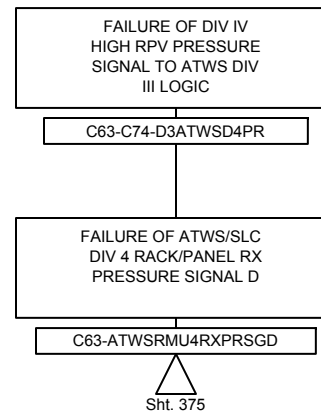 FAILURE OF DIV IV
HIGH RPV PRESSURE
SIGNAL TO ATWS DIV
III LOGIC
C63-C74-D3ATWSD4PR
FAILURE OF ATWS/SLC
DIV 4 RACK/PANEL RX
PRESSURE SIGNAL D
C63-ATWSRMU4RXPRSGD
Sht. 375